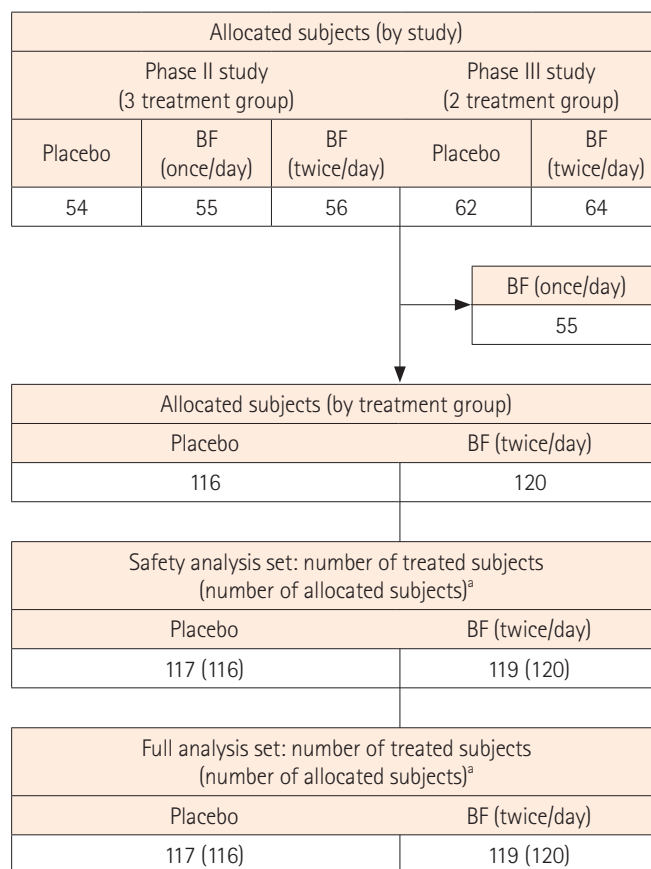 Allocated subjects (by study)
Phase II study Phase III study
(3 treatment group) (2 treatment group)
Placebo BF (once/day) BF (twice/day) Placebo BF (twice/day)
54 55 56 62 64
BF (once/day)
55
Allocated subjects (by treatment group)
Placebo BF (twice/day)
116 120
Safety analysis set: number of treated subjects
(number of allocated subjects)ª
Placebo BF (twice/day)
117 (116) 119 (120)
Full analysis set: number of treated subjects
(number of allocated subjects)ª
Placebo BF (twice/day)
117 (116) 119 (120)